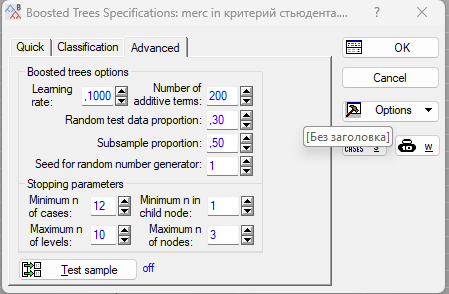 Boosted Trees Specifications: merc in критерий стьюдента.... ? ×
Quick Classification Advanced
OK
Cancel
Options
[Без заголовка]
CASES S W
Boosted trees options
Learning rate: ,1000 Number of additive terms: 200
Random test data proportion: ,30
Subsample proportion: ,50
Seed for random number generator: 1
Stopping parameters
Minimum n of cases: 12 Minimum n in child node: 1
Maximum n of levels: 10 Maximum n of nodes: 3
Test sample off